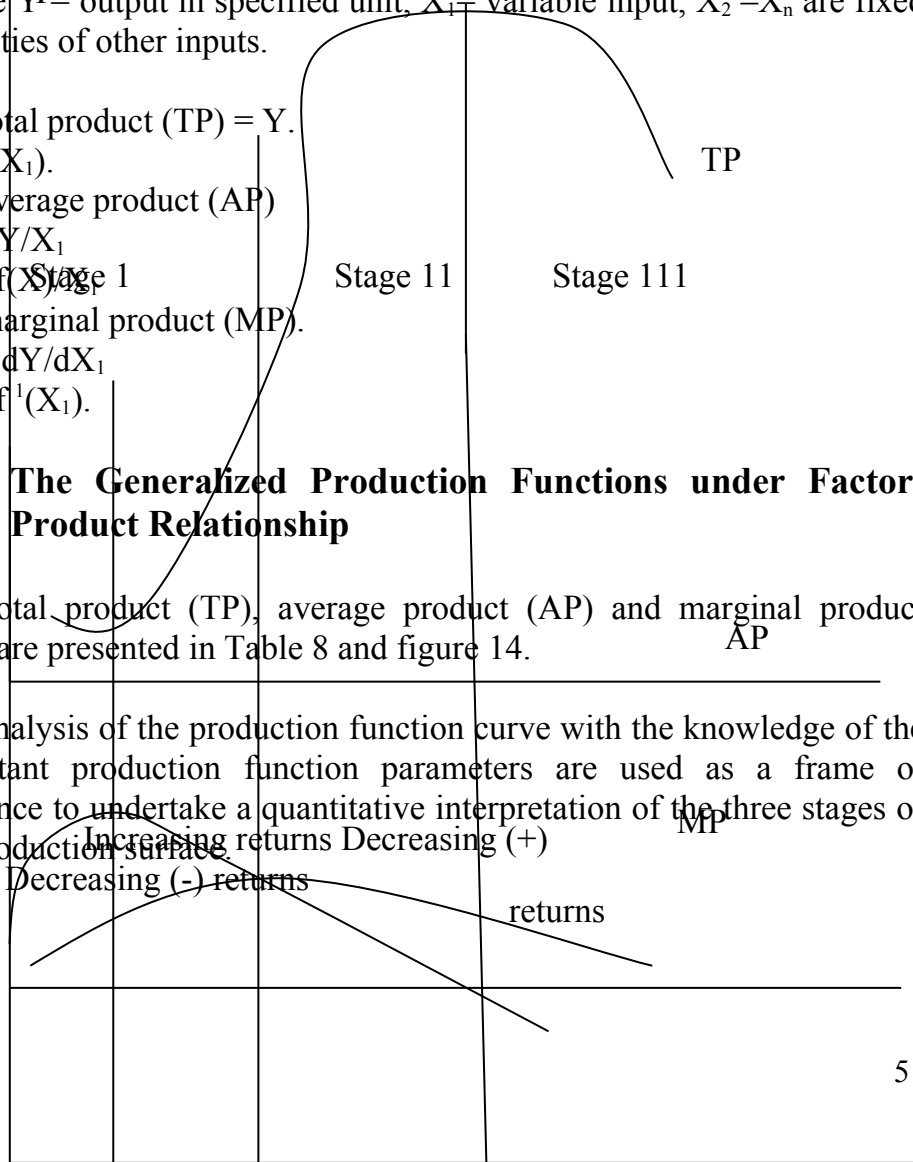 e Y = output in specified unit, X₁= variable input, X₂ –Xₙ are fixed
ties of other inputs.
otal product (TP) = Y.
X₁).
TP
verage product (AP)
Y/X₁
f(X)/X₁
Stage 1 Stage 11 Stage 111
marginal product (MP).
dY/dX₁
f ¹(X₁).
The Generalized Production Functions under Factor
Product Relationship
otal product (TP), average product (AP) and marginal produc
are presented in Table 8 and figure 14.
AP
nalysis of the production function curve with the knowledge of the
tant production function parameters are used as a frame o
nce to undertake a quantitative interpretation of the three stages o
MP
oduction surface.
Increasing returns Decreasing (+)
Decreasing (-) returns
returns
5